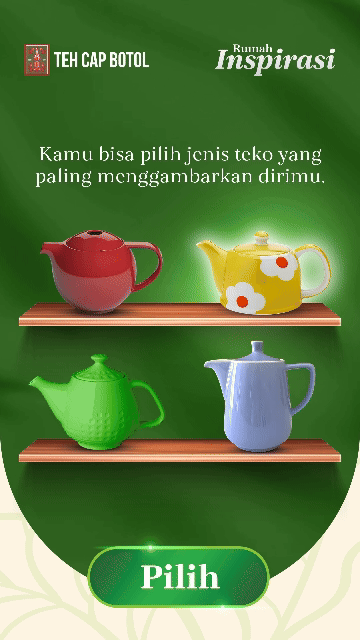 TEH CAP BOTOL
Rumah
Inspirasi
Kamu bisa pilih jenis teko yang
paling menggambarkan dirimu.
Pilih